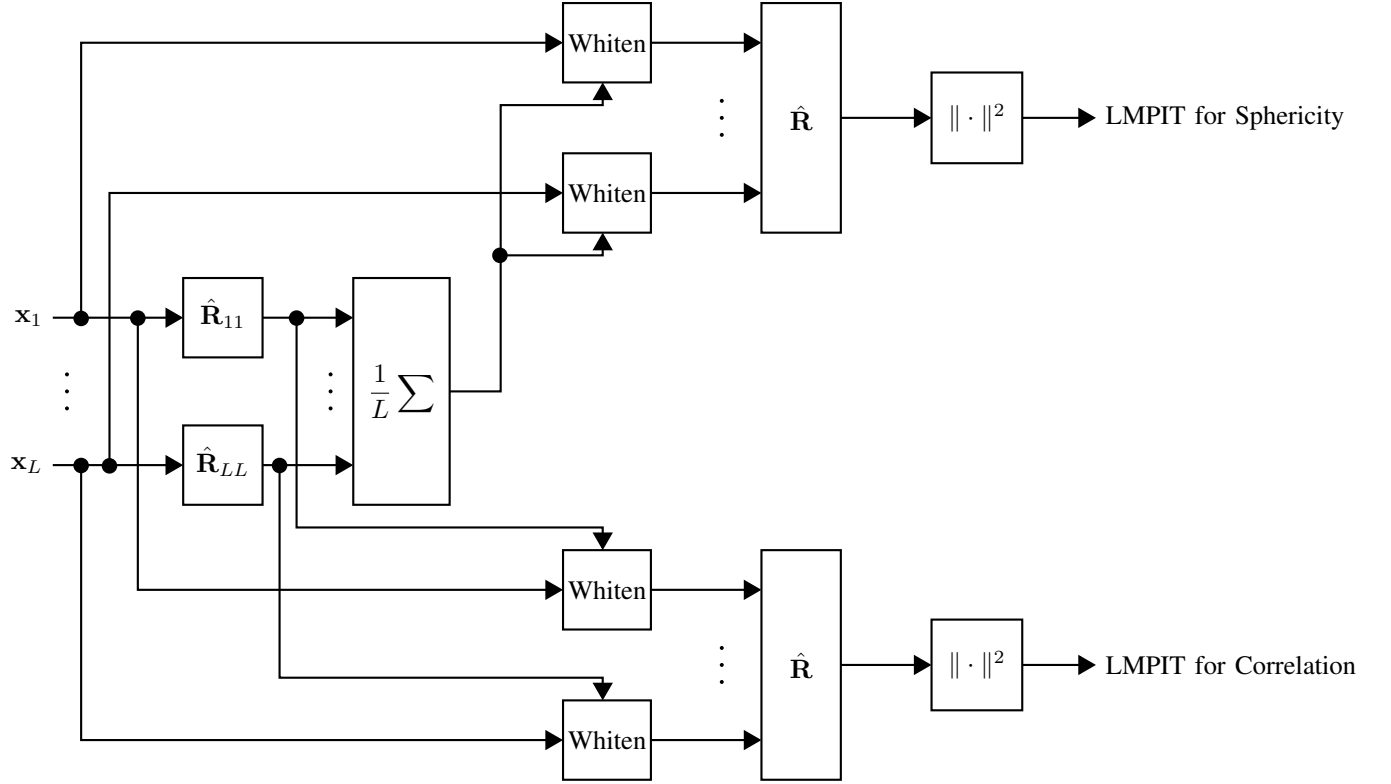 Whiten
⋮
R̂
‖ · ‖²
LMPIT for Sphericity
Whiten
x₁
R̂₁₁
⋮
⋮
1/L ∑
x_L
R̂_LL
Whiten
⋮
R̂
‖ · ‖²
LMPIT for Correlation
Whiten